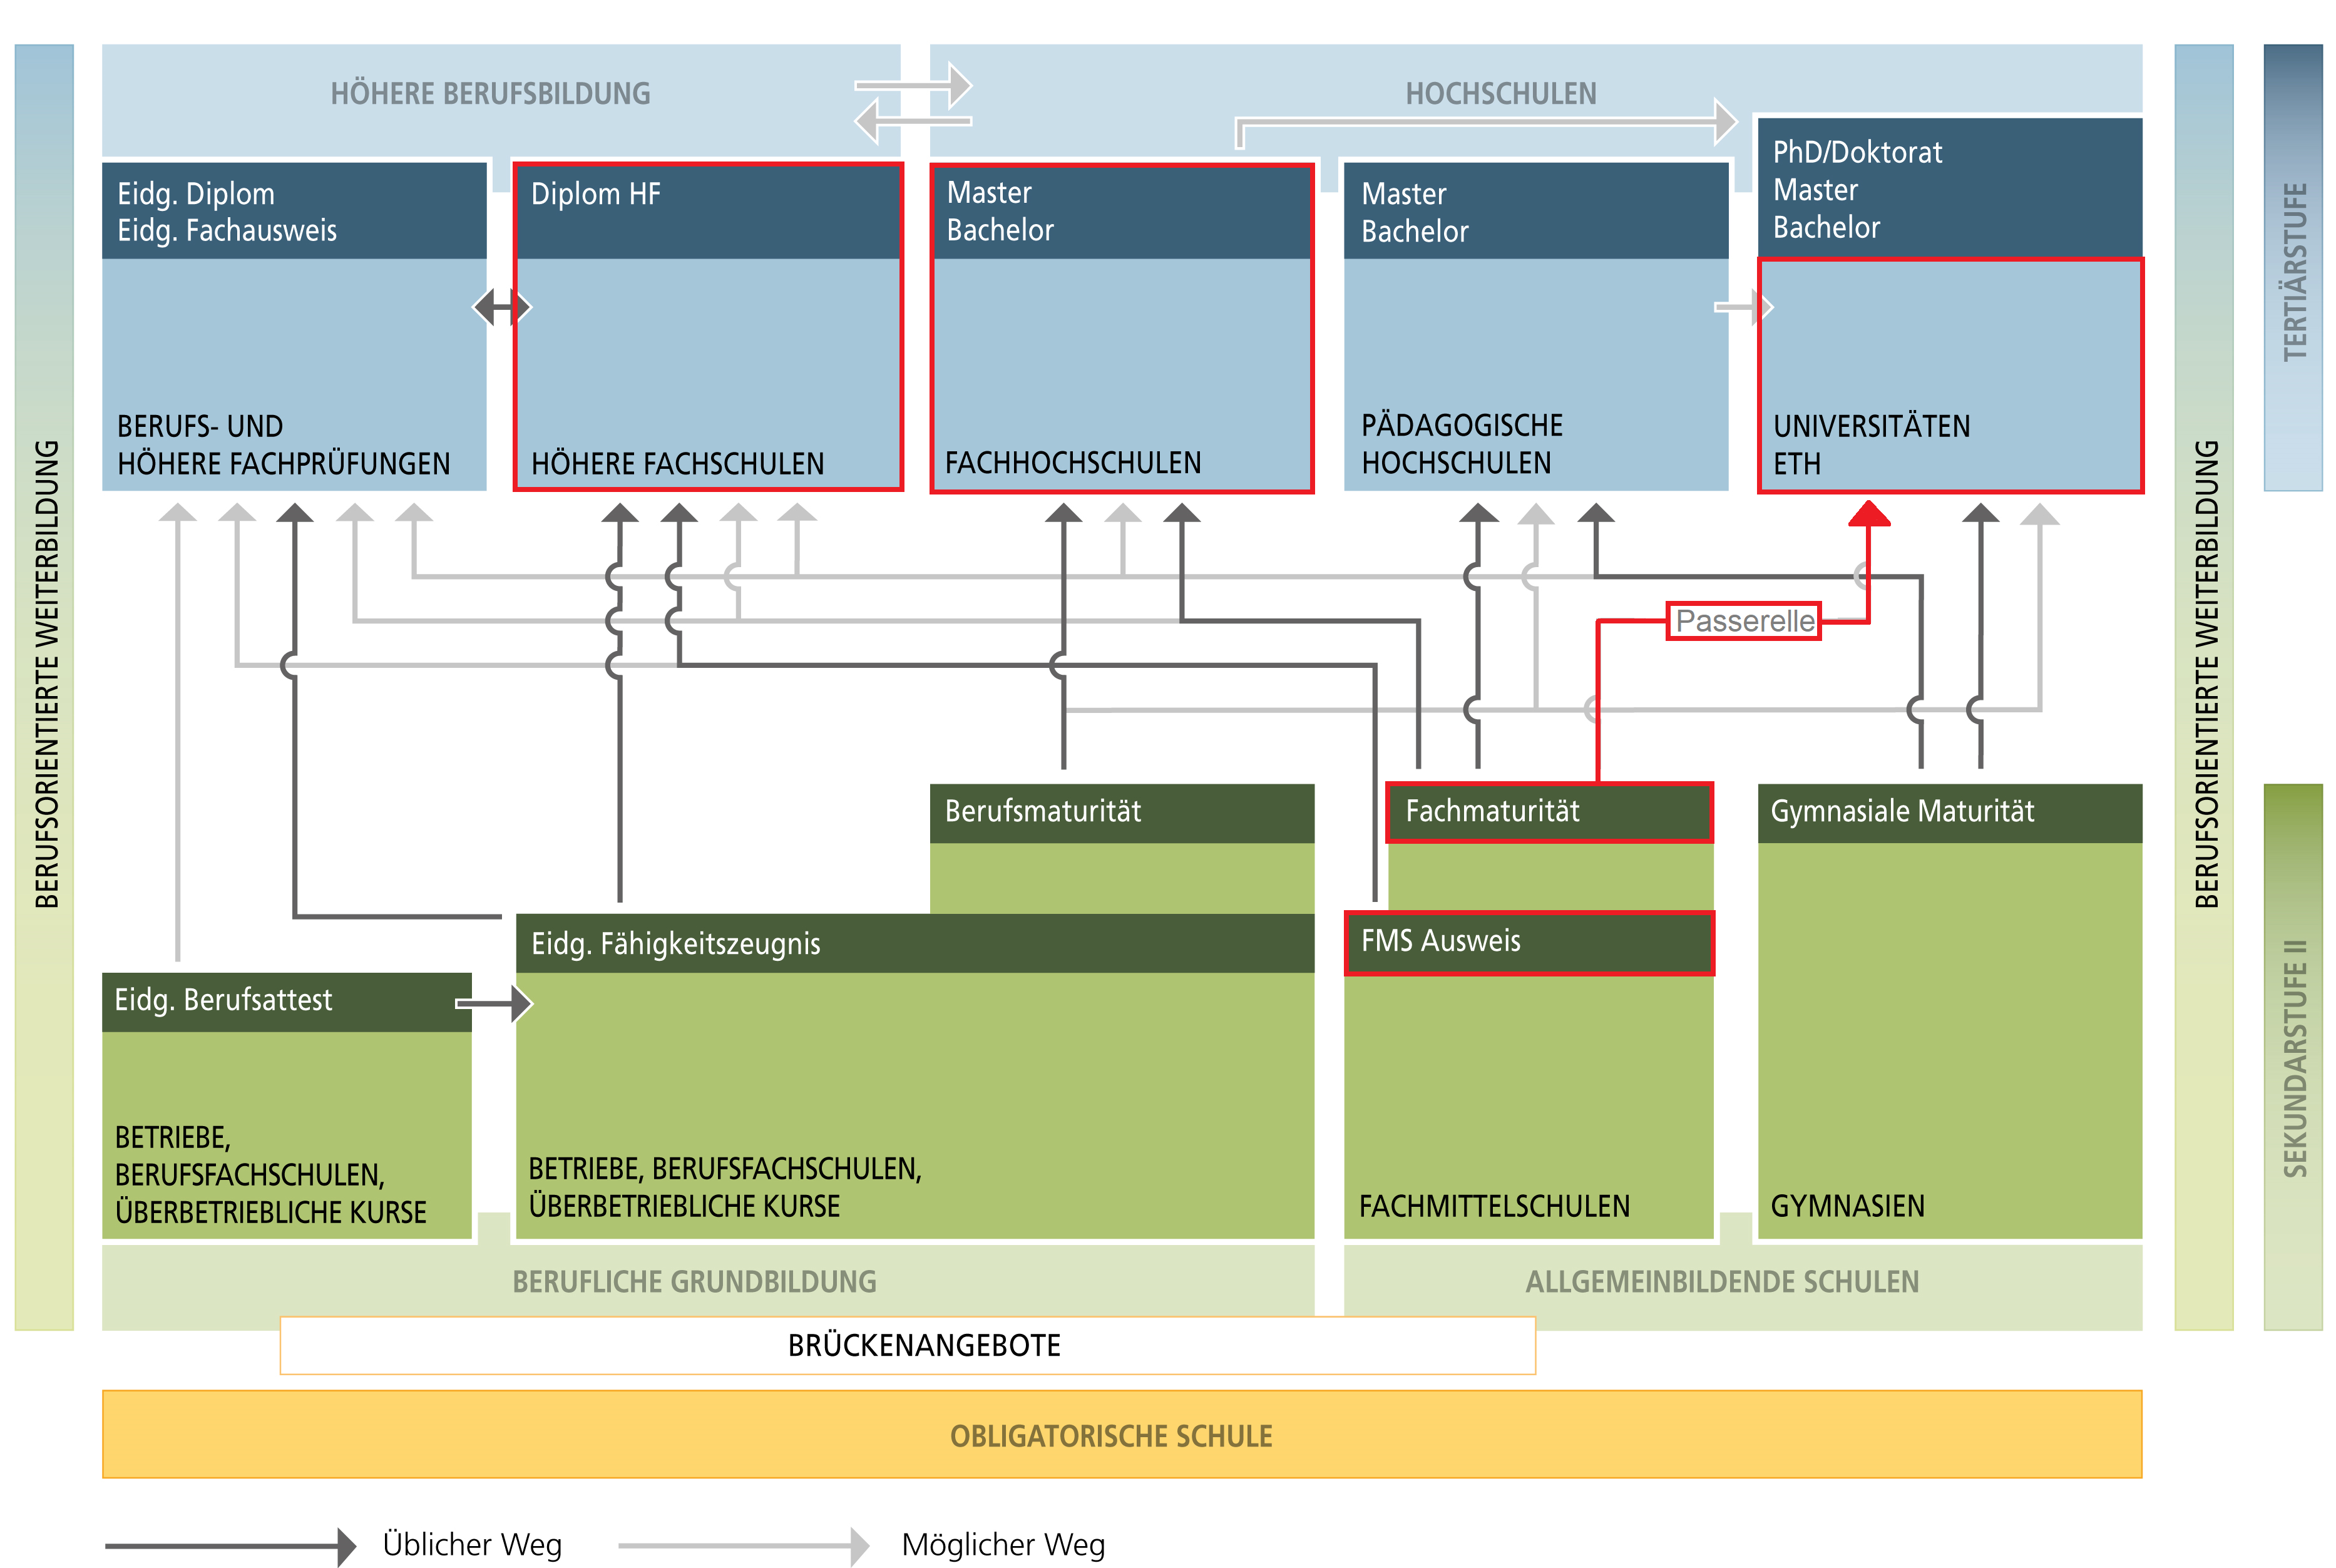 HÖHERE BERUFSBILDUNG
HOCHSCHULEN
Eidg. Diplom
Eidg. Fachausweis
BERUFS- UND
HÖHERE FACHPRÜFUNGEN
Diplom HF
HÖHERE FACHSCHULEN
Master
Bachelor
FACHHOCHSCHULEN
Master
Bachelor
PÄDAGOGISCHE
HOCHSCHULEN
PhD/Doktorat
Master
Bachelor
UNIVERSITÄTEN
ETH
BERUFSORIENTIERTE WEITERBILDUNG
BERUFSORIENTIERTE WEITERBILDUNG
TERTIÄRSTUFE
SEKUNDARSTUFE II
Passerelle
Berufsmaturität
Fachmaturität
Gymnasiale Maturität
Eidg. Fähigkeitszeugnis
FMS Ausweis
Eidg. Berufsattest
BETRIEBE,
BERUFSFACHSCHULEN,
ÜBERBETRIEBLICHE KURSE
BETRIEBE, BERUFSFACHSCHULEN,
ÜBERBETRIEBLICHE KURSE
FACHMITTELSCHULEN
GYMNASIEN
BERUFLICHE GRUNDBILDUNG
ALLGEMEINBILDENDE SCHULEN
BRÜCKENANGEBOTE
OBLIGATORISCHE SCHULE
Üblicher Weg
Möglicher Weg